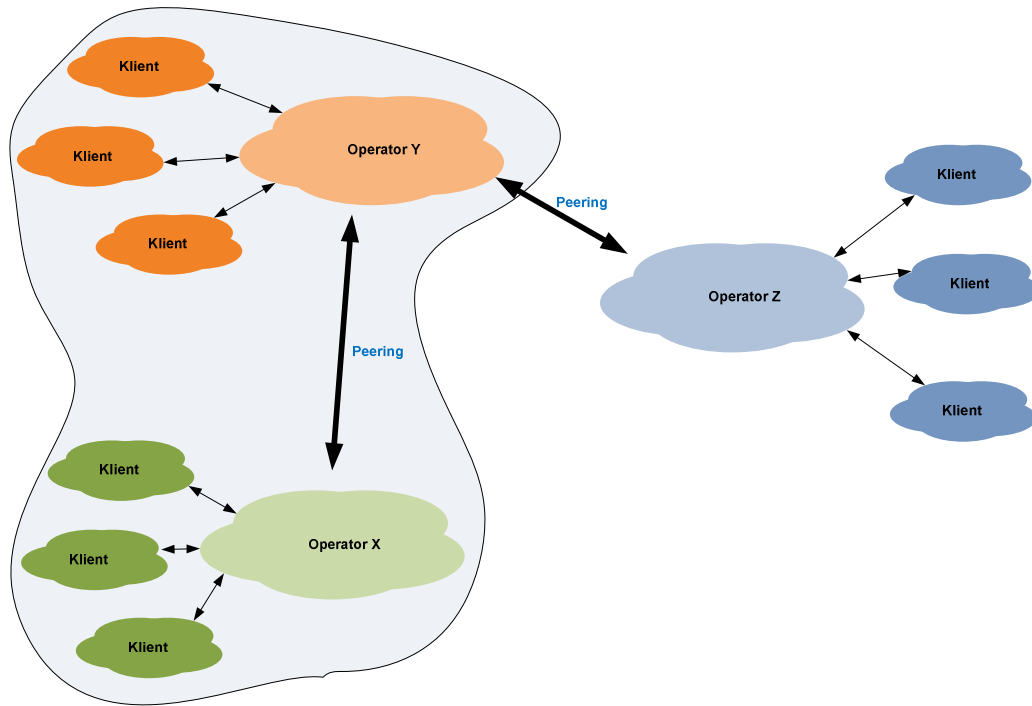 Klient
Operator Y
Klient
Klient
Peering
Klient
Operator Z
Klient
Klient
Peering
Klient
Operator X
Klient
Klient